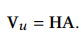 Vᵤ = HA.